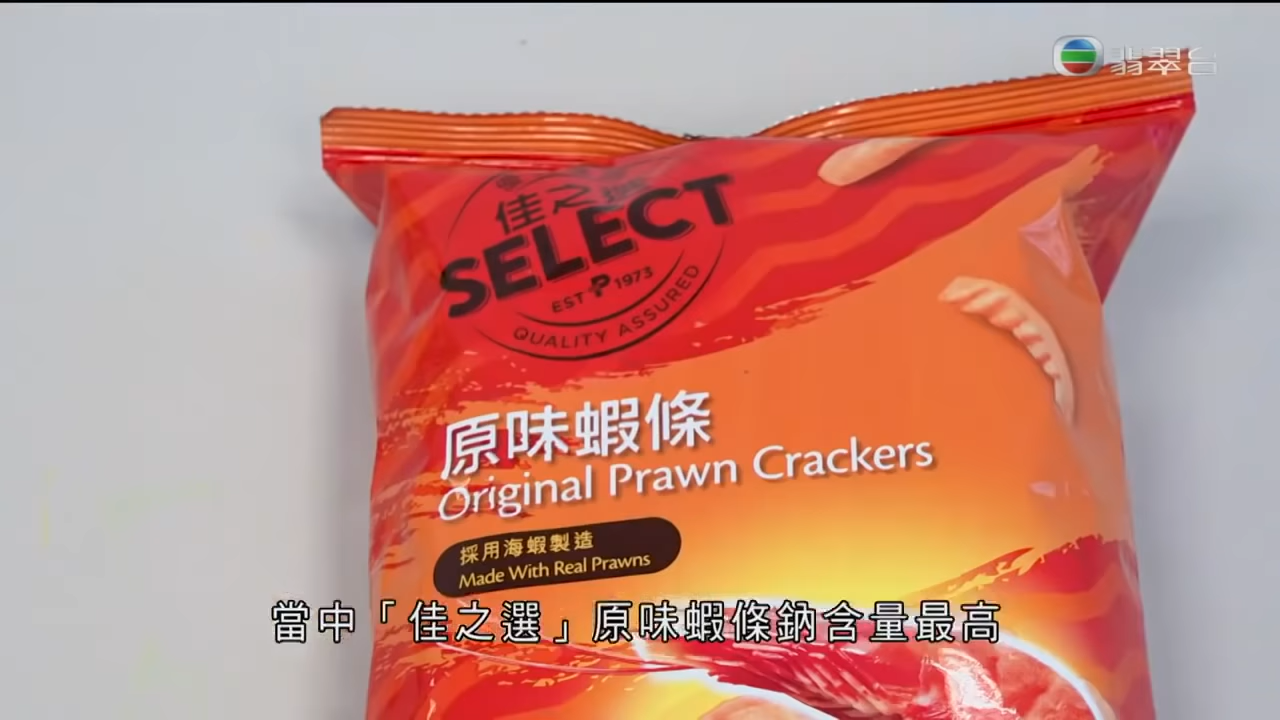 翡翠台
佳之選
SELECT
EST P 1973
QUALITY ASSURED
原味蝦條
Original Prawn Crackers
採用海蝦製造
Made With Real Prawns
當中「佳之選」原味蝦條鈉含量最高